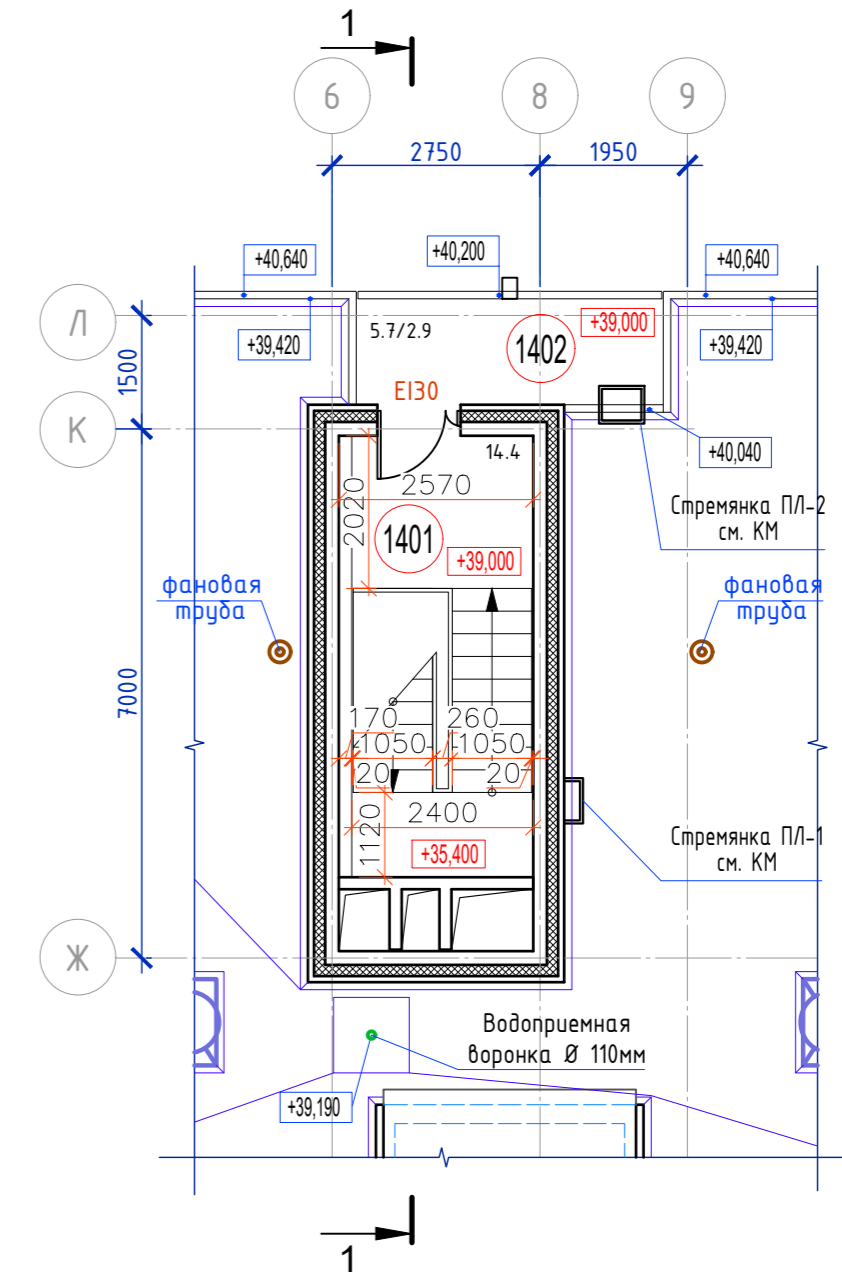 1
6
8
9
2750
1950
+40,640
+40,200
+40,640
Л
5.7/2.9
+39,000
+39,420
1402
+39,420
1500
EI30
К
14.4
+40,040
2570
2020
Стремянка ПЛ-2
см. КМ
1401
+39,000
фановая
труба
фановая
труба
7000
170
260
1050
1050
20
20
2400
1120
+35,400
Стремянка ПЛ-1
см. КМ
Ж
Водоприемная
воронка Ø 110мм
+39,190
1